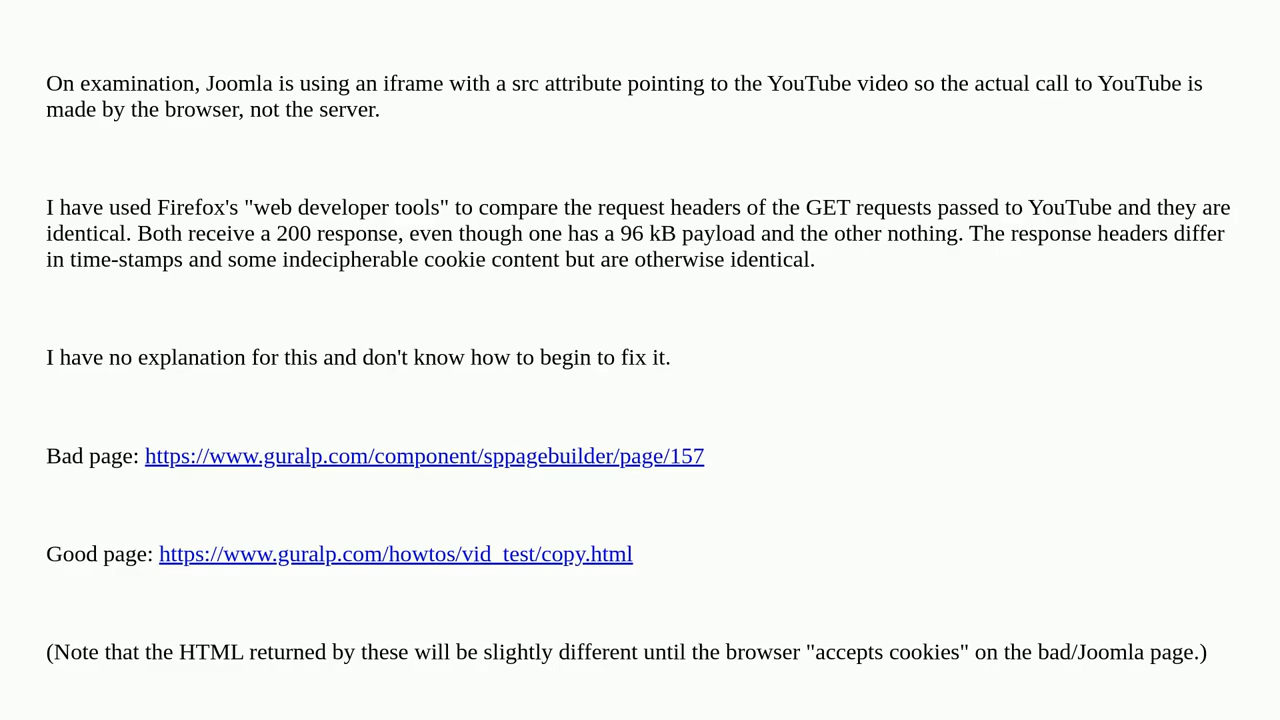 On examination, Joomla is using an iframe with a src attribute pointing to the YouTube video so the actual call to YouTube is
made by the browser, not the server.
I have used Firefox's "web developer tools" to compare the request headers of the GET requests passed to YouTube and they are
identical. Both receive a 200 response, even though one has a 96 kB payload and the other nothing. The response headers differ
in time-stamps and some indecipherable cookie content but are otherwise identical.
I have no explanation for this and don't know how to begin to fix it.
Bad page: https://www.guralp.com/component/sppagebuilder/page/157
Good page: https://www.guralp.com/howtos/vid_test/copy.html
(Note that the HTML returned by these will be slightly different until the browser "accepts cookies" on the bad/Joomla page.)